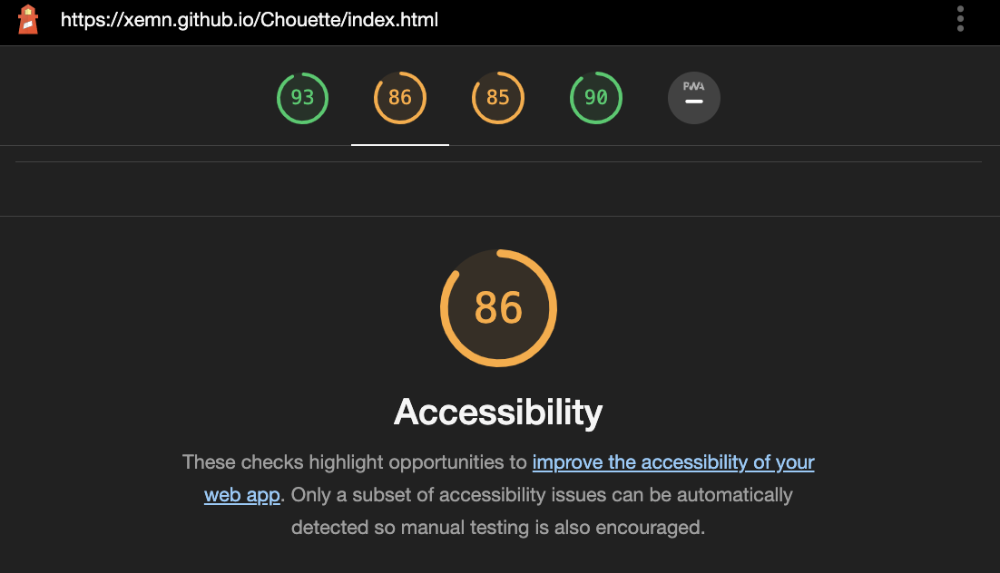 https://xemn.github.io/Chouette/index.html
93 86 85 90 PWA
86
Accessibility
These checks highlight opportunities to improve the accessibility of your
web app. Only a subset of accessibility issues can be automatically
detected so manual testing is also encouraged.